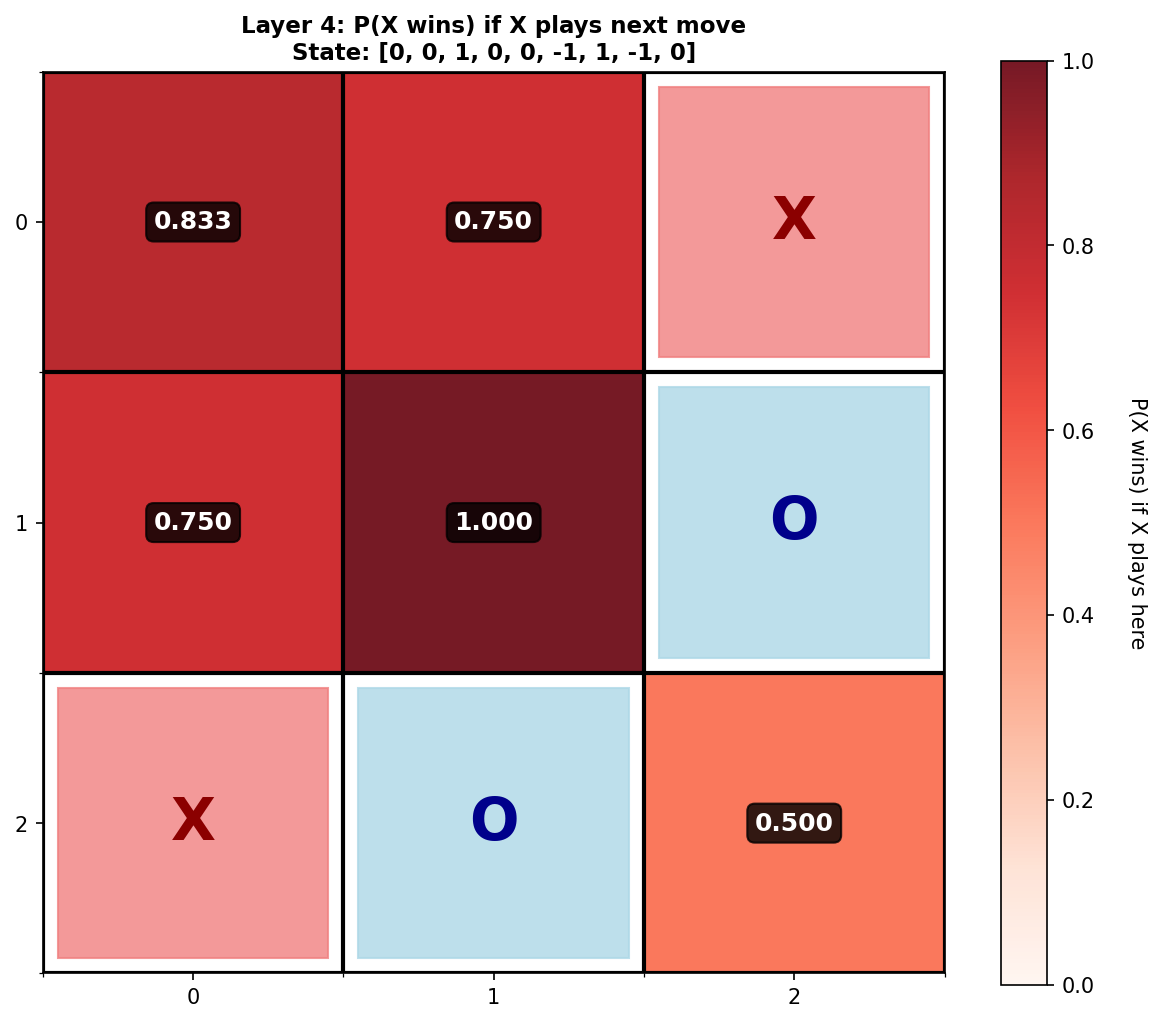 Layer 4: P(X wins) if X plays next move
State: [0, 0, 1, 0, 0, -1, 1, -1, 0]
0
0.833
0.750
X
1
0.750
1.000
O
2
X
O
0.500
0
1
2
1.0
0.8
0.6
0.4
0.2
0.0
P(X wins) if X plays here